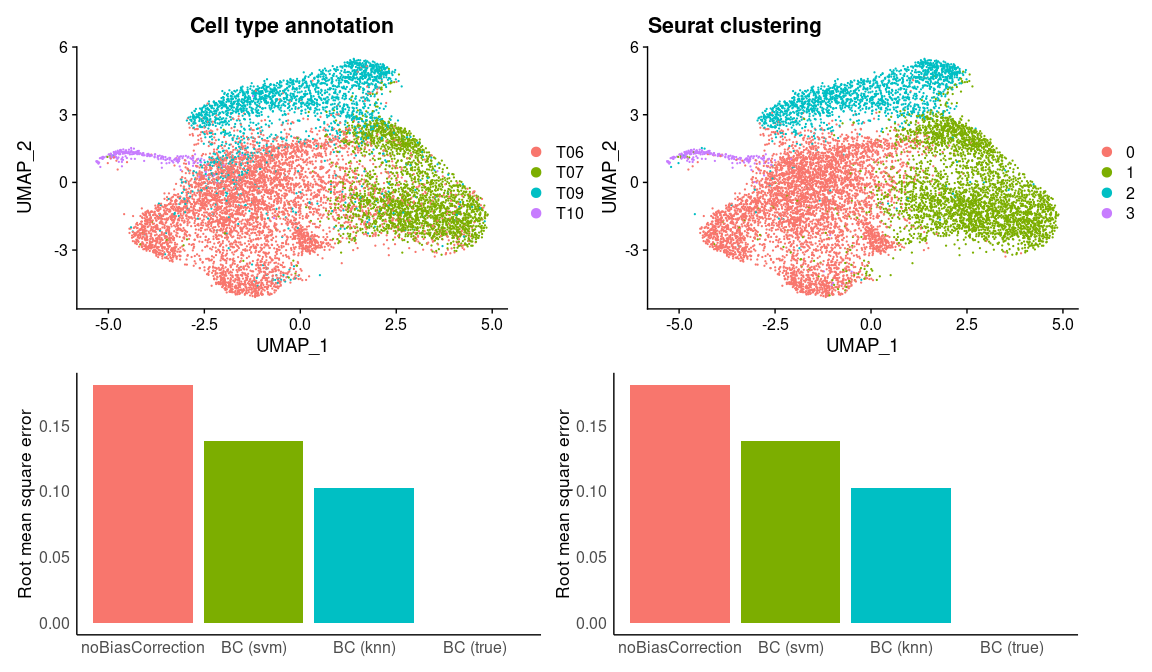 Cell type annotation
6
3
0
-3
UMAP_2
-5.0 -2.5 0.0 2.5 5.0
UMAP_1
T06
T07
T09
T10
Seurat clustering
6
3
0
-3
UMAP_2
-5.0 -2.5 0.0 2.5 5.0
UMAP_1
0
1
2
3
Root mean square error
0.15
0.10
0.05
0.00
noBiasCorrection BC (svm) BC (knn) BC (true)
Root mean square error
0.15
0.10
0.05
0.00
noBiasCorrection BC (svm) BC (knn) BC (true)